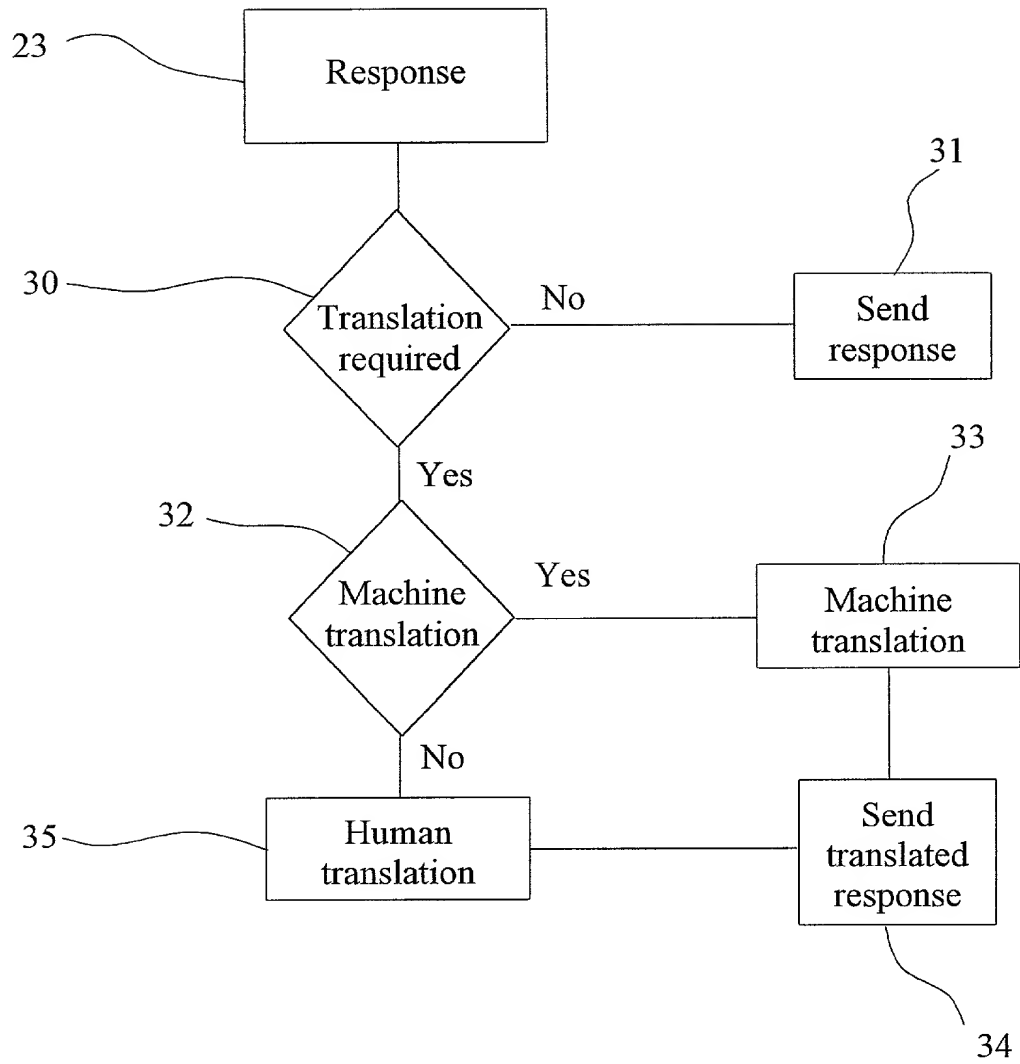 23
Response
31
30
No
Translation
required
Send
response
Yes
33
32
Yes
Machine
translation
Machine
translation
No
35
Human
translation
Send
translated
response
34